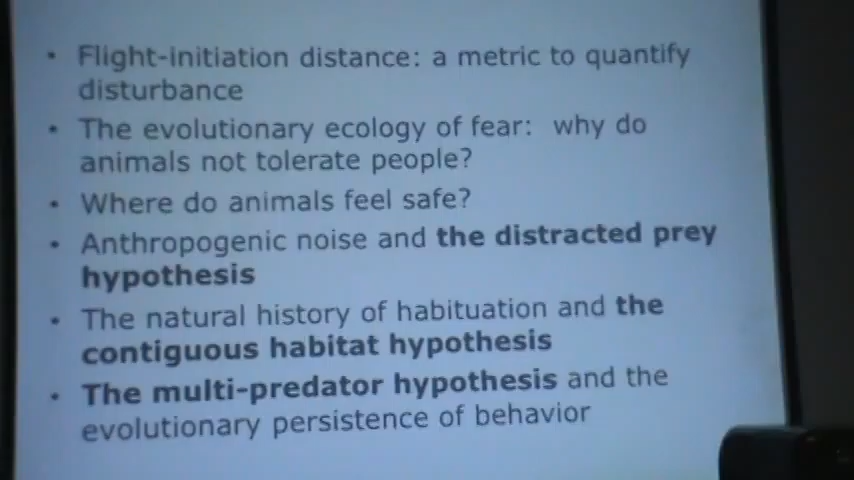 • Flight-initiation distance: a metric to quantify
disturbance
• The evolutionary ecology of fear: why do
animals not tolerate people?
• Where do animals feel safe?
• Anthropogenic noise and the distracted prey
hypothesis
• The natural history of habituation and the
contiguous habitat hypothesis
• The multi-predator hypothesis and the
evolutionary persistence of behavior